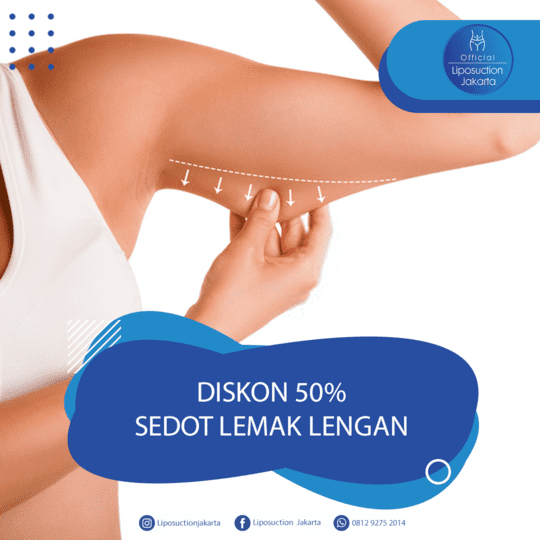 Official
Liposuction
Jakarta
DISKON 50%
SEDOT LEMAK LENGAN
Liposuctionjakarta
Liposuction Jakarta
0812 9275 2014